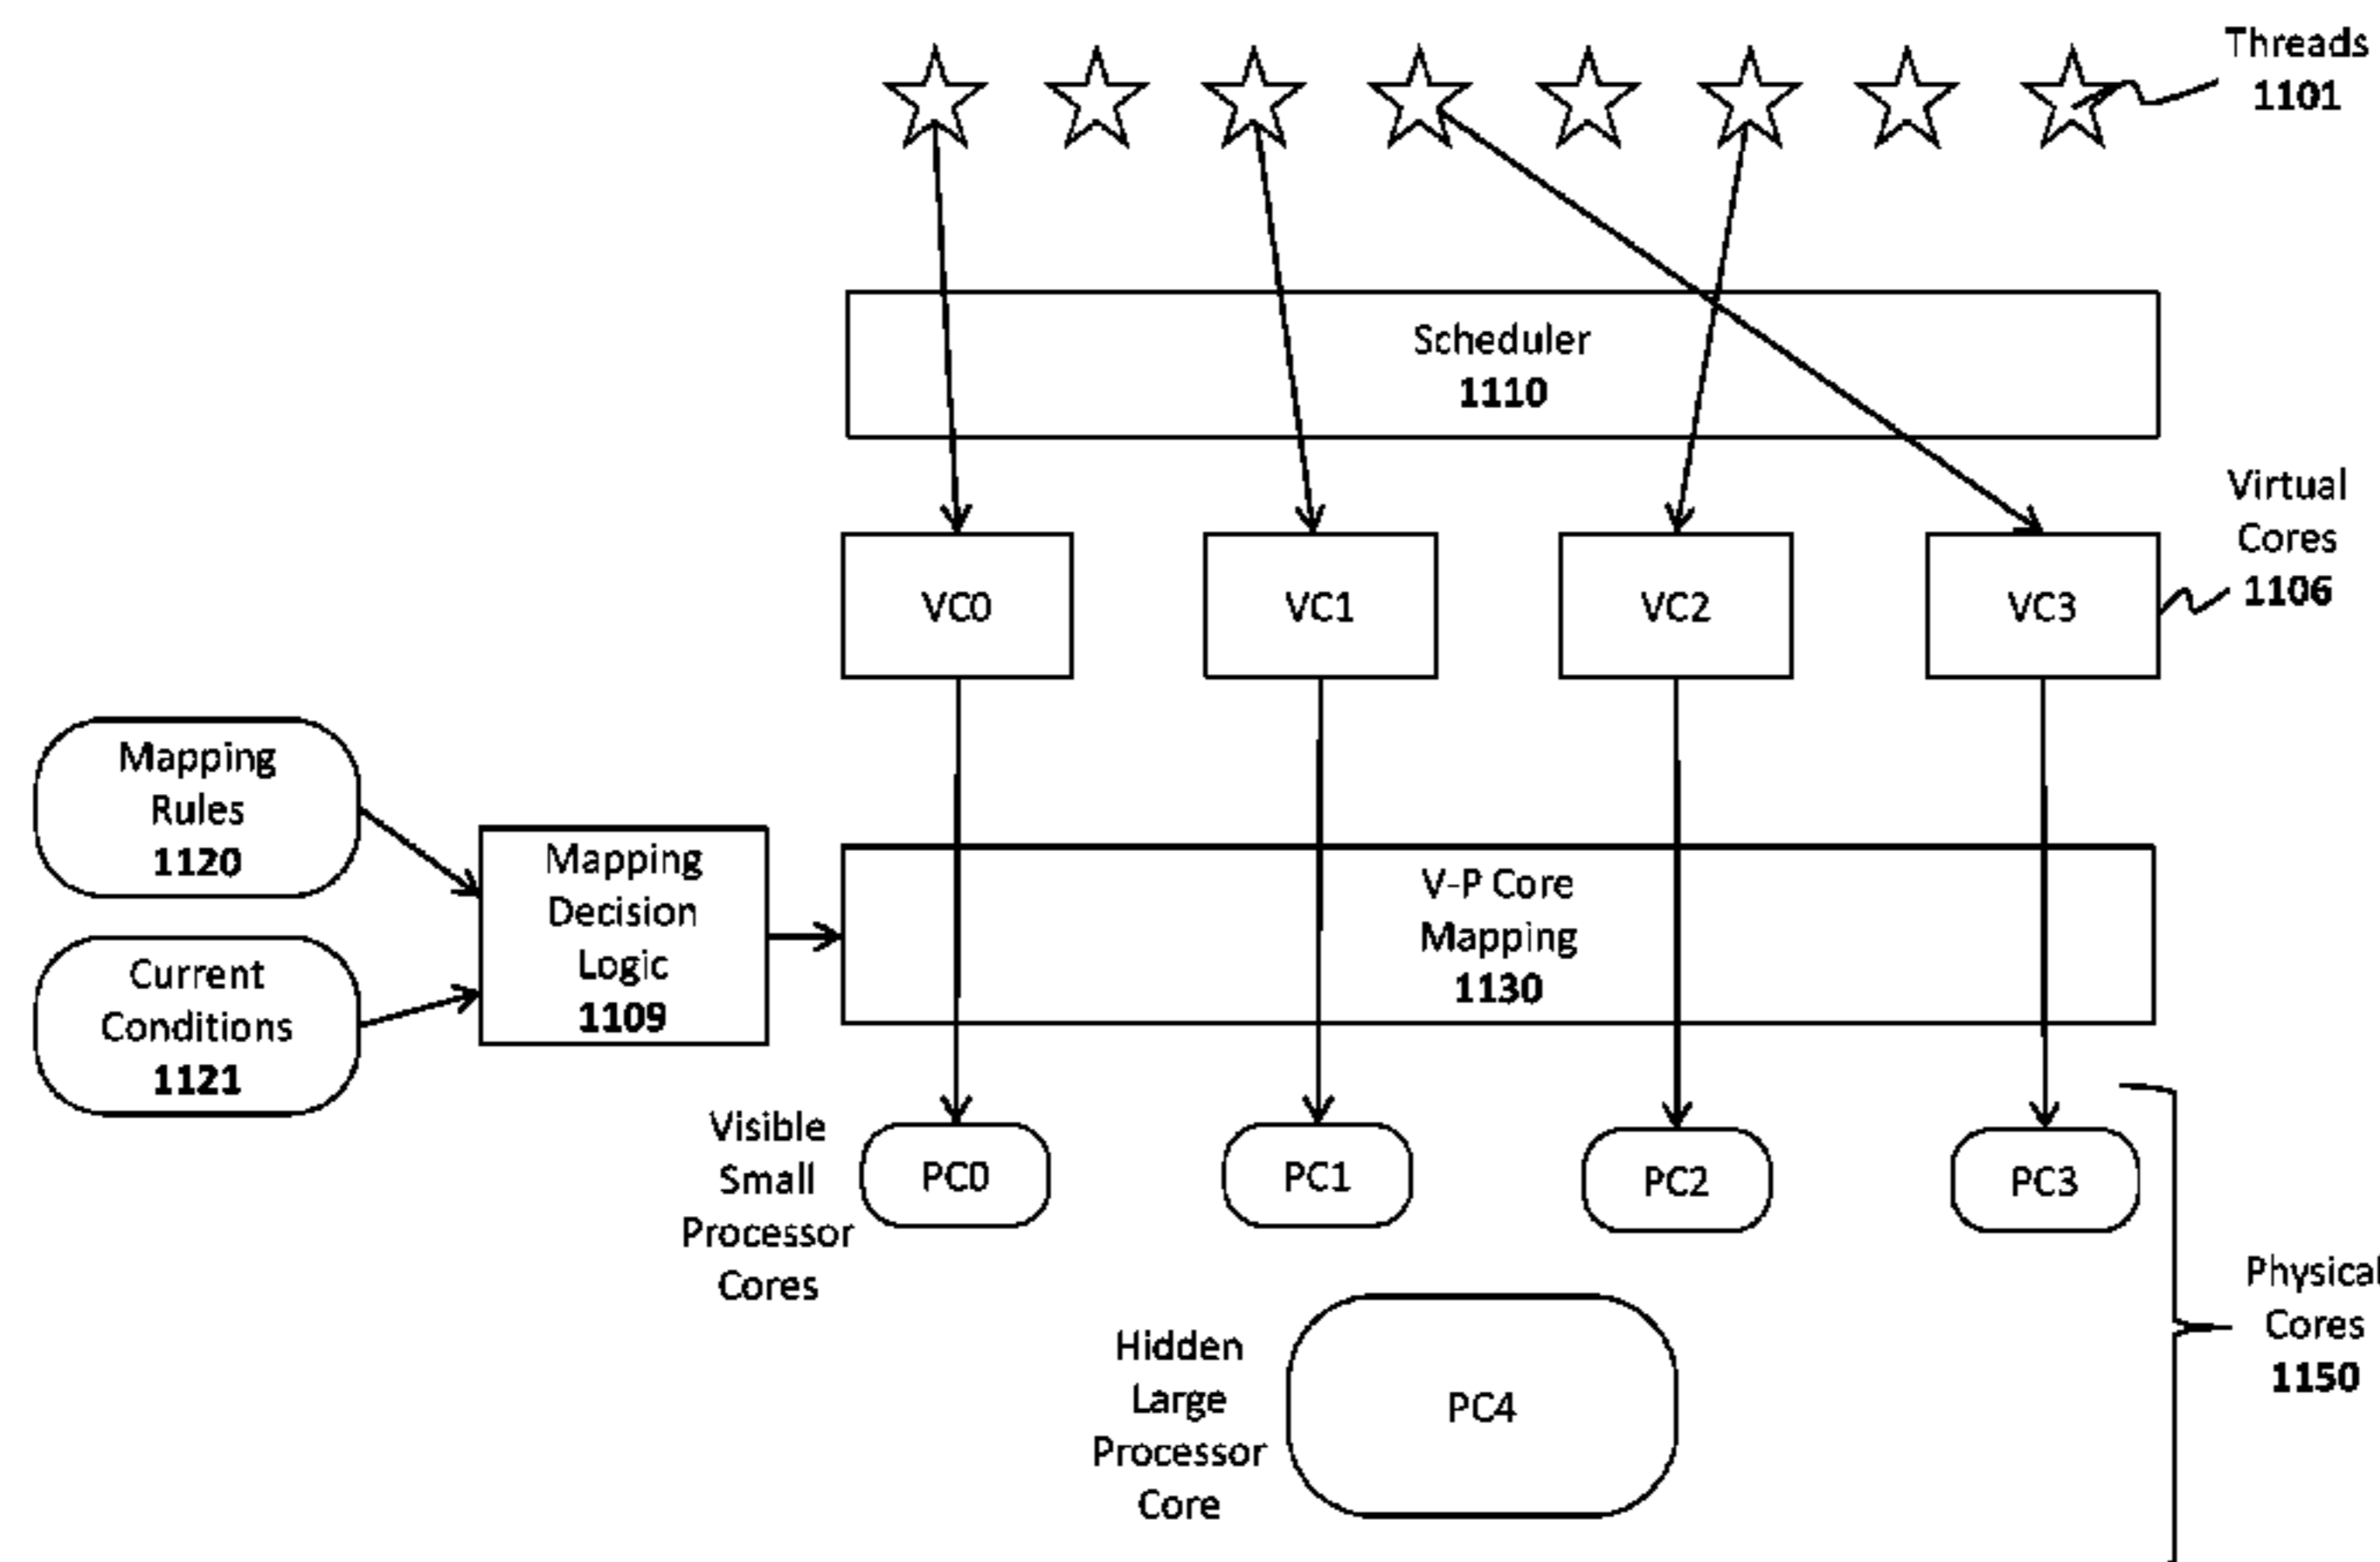 Threads
1101
Scheduler
1110
Virtual
Cores
1106
VC0
VC1
VC2
VC3
Mapping
Rules
1120
Current
Conditions
1121
Mapping
Decision
Logic
1109
V-P Core
Mapping
1130
Visible
Small
Processor
Cores
PC0
PC1
PC2
PC3
Hidden
Large
Processor
Core
PC4
Physical
Cores
1150